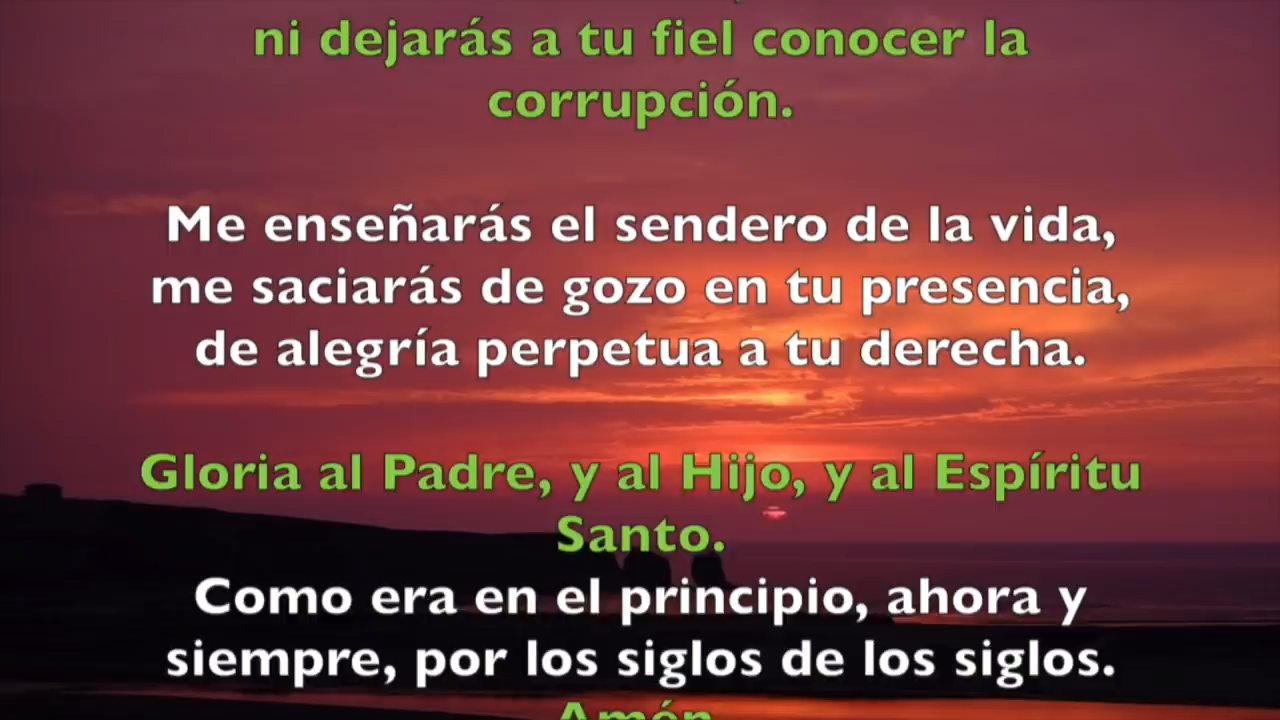 ni dejarás a tu fiel conocer la
corrupción.
Me enseñarás el sendero de la vida,
me saciarás de gozo en tu presencia,
de alegría perpetua a tu derecha.
Gloria al Padre, y al Hijo, y al Espíritu
Santo.
Como era en el principio, ahora y
siempre, por los siglos de los siglos.
Amén.